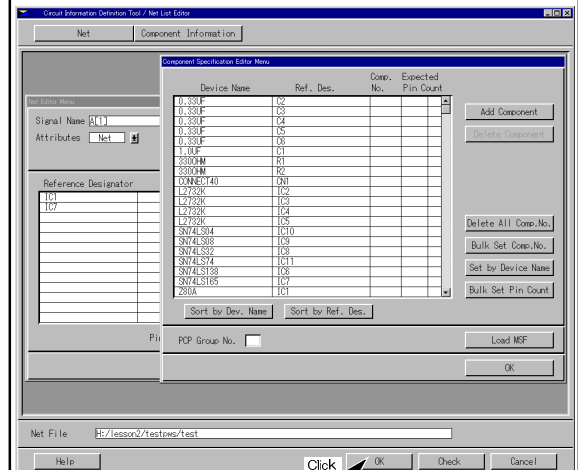 Circuit Information Definition Tool / Net List Editor
Net Component Information
Component Specification Editor Menu
Comp. Expected
Device Name Ref. Des. No. Pin Count
0.33UF C2
0.33UF C3
0.33UF C4
0.33UF C5
0.33UF C6
1.0UF C1
330OHM R1
330OHM R2
CONNECT40 CN1
L2732K IC2
L2732K IC3
L2732K IC4
L2732K IC5
SN74LS04 IC10
SN74LS08 IC9
SN74LS32 IC8
SN74LS74 IC11
SN74LS138 IC6
SN74LS165 IC7
Z80A IC1
Add Component
Delete Component
Delete All Comp.No.
Bulk Set Comp.No.
Set by Device Name
Bulk Set Pin Count
Sort by Dev. Name Sort by Ref. Des.
PCP Group No. Load MSF
OK
Net Editor Menu
Signal Name A[1]
Attributes Net
Reference Designator
IC1
IC7
Pi
Net File H:/lesson2/testpws/test
Help Click OK Check Cancel